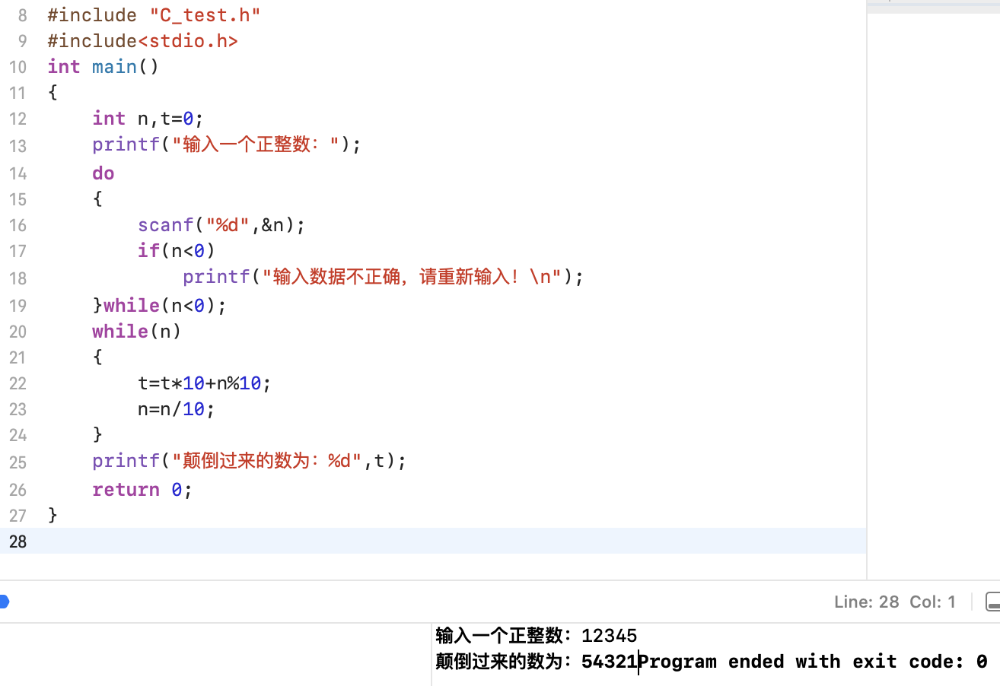 8 #include "C_test.h"
9 #include<stdio.h>
10 int main()
11 {
12     int n,t=0;
13     printf("输入一个正整数：");
14     do
15     {
16         scanf("%d",&n);
17         if(n<0)
18             printf("输入数据不正确，请重新输入！\n");
19     }while(n<0);
20     while(n)
21     {
22         t=t*10+n%10;
23         n=n/10;
24     }
25     printf("颠倒过来的数为：%d",t);
26     return 0;
27 }
28
Line: 28 Col: 1
输入一个正整数：12345
颠倒过来的数为：54321Program ended with exit code: 0